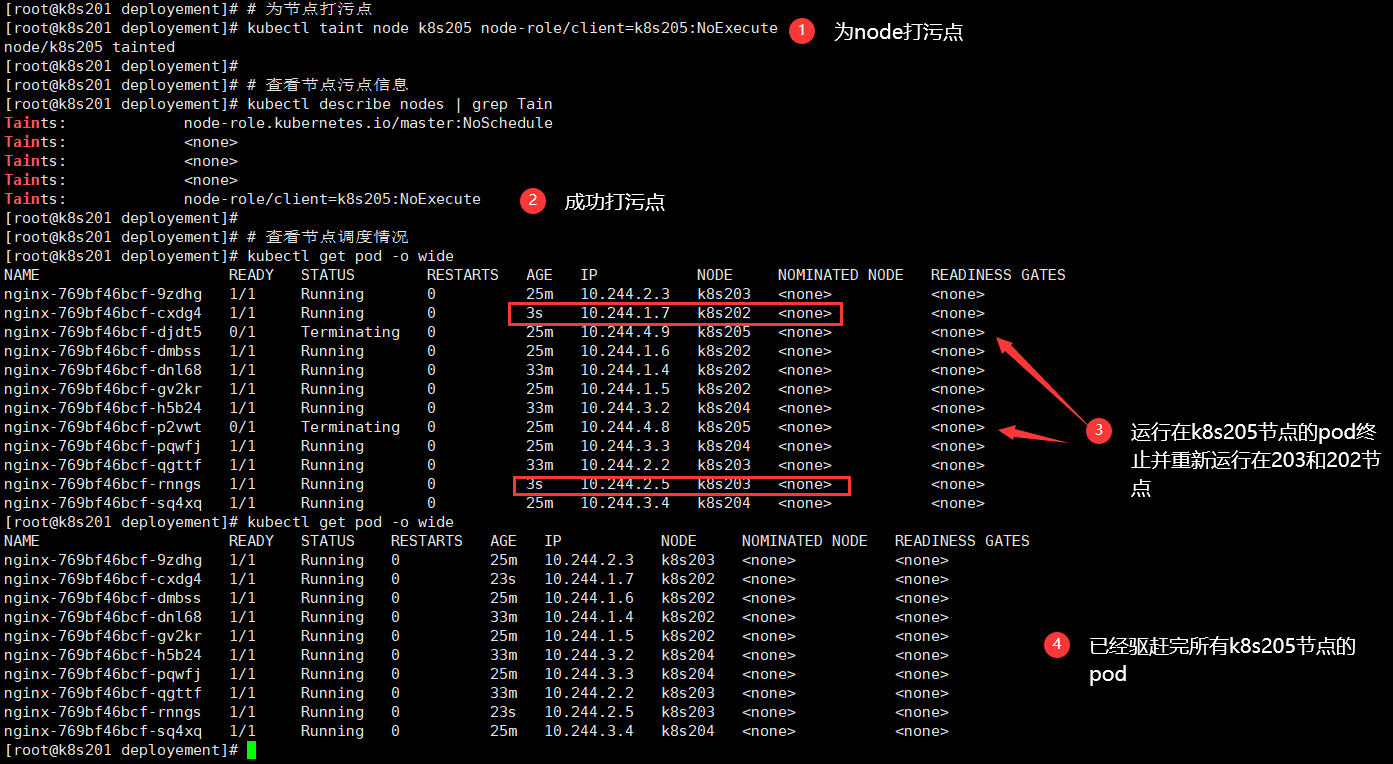 [root@k8s201 deployement]# # 为节点打污点
[root@k8s201 deployement]# kubectl taint node k8s205 node-role/client=k8s205:NoExecute
1 为node打污点
node/k8s205 tainted
[root@k8s201 deployement]#
[root@k8s201 deployement]# # 查看节点污点信息
[root@k8s201 deployement]# kubectl describe nodes | grep Tain
Taints: node-role.kubernetes.io/master:NoSchedule
Taints: <none>
Taints: <none>
Taints: <none>
Taints: node-role/client=k8s205:NoExecute
2 成功打污点
[root@k8s201 deployement]#
[root@k8s201 deployement]# # 查看节点调度情况
[root@k8s201 deployement]# kubectl get pod -o wide
NAME READY STATUS RESTARTS AGE IP NODE NOMINATED NODE READINESS GATES
nginx-769bf46bcf-9zdhg 1/1 Running 0 25m 10.244.2.3 k8s203 <none> <none>
nginx-769bf46bcf-cxdg4 1/1 Running 0 3s 10.244.1.7 k8s202 <none> <none>
nginx-769bf46bcf-djdt5 0/1 Terminating 0 25m 10.244.4.9 k8s205 <none> <none>
nginx-769bf46bcf-dmbss 1/1 Running 0 25m 10.244.1.6 k8s202 <none> <none>
nginx-769bf46bcf-dnl68 1/1 Running 0 33m 10.244.1.4 k8s202 <none> <none>
nginx-769bf46bcf-gv2kr 1/1 Running 0 25m 10.244.1.5 k8s202 <none> <none>
nginx-769bf46bcf-h5b24 1/1 Running 0 33m 10.244.3.2 k8s204 <none> <none>
nginx-769bf46bcf-p2vwt 0/1 Terminating 0 25m 10.244.4.8 k8s205 <none> <none>
nginx-769bf46bcf-pqwfj 1/1 Running 0 25m 10.244.3.3 k8s204 <none> <none>
nginx-769bf46bcf-qgttf 1/1 Running 0 33m 10.244.2.2 k8s203 <none> <none>
nginx-769bf46bcf-rnngs 1/1 Running 0 3s 10.244.2.5 k8s203 <none> <none>
nginx-769bf46bcf-sq4xq 1/1 Running 0 25m 10.244.3.4 k8s204 <none> <none>
3 运行在k8s205节点的pod终
止并重新运行在203和202节
点
[root@k8s201 deployement]# kubectl get pod -o wide
NAME READY STATUS RESTARTS AGE IP NODE NOMINATED NODE READINESS GATES
nginx-769bf46bcf-9zdhg 1/1 Running 0 25m 10.244.2.3 k8s203 <none> <none>
nginx-769bf46bcf-cxdg4 1/1 Running 0 23s 10.244.1.7 k8s202 <none> <none>
nginx-769bf46bcf-dmbss 1/1 Running 0 25m 10.244.1.6 k8s202 <none> <none>
nginx-769bf46bcf-dnl68 1/1 Running 0 33m 10.244.1.4 k8s202 <none> <none>
nginx-769bf46bcf-gv2kr 1/1 Running 0 25m 10.244.1.5 k8s202 <none> <none>
nginx-769bf46bcf-h5b24 1/1 Running 0 33m 10.244.3.2 k8s204 <none> <none>
nginx-769bf46bcf-pqwfj 1/1 Running 0 25m 10.244.3.3 k8s204 <none> <none>
nginx-769bf46bcf-qgttf 1/1 Running 0 33m 10.244.2.2 k8s203 <none> <none>
nginx-769bf46bcf-rnngs 1/1 Running 0 23s 10.244.2.5 k8s203 <none> <none>
nginx-769bf46bcf-sq4xq 1/1 Running 0 25m 10.244.3.4 k8s204 <none> <none>
4 已经驱赶完所有k8s205节点的
pod
[root@k8s201 deployement]#